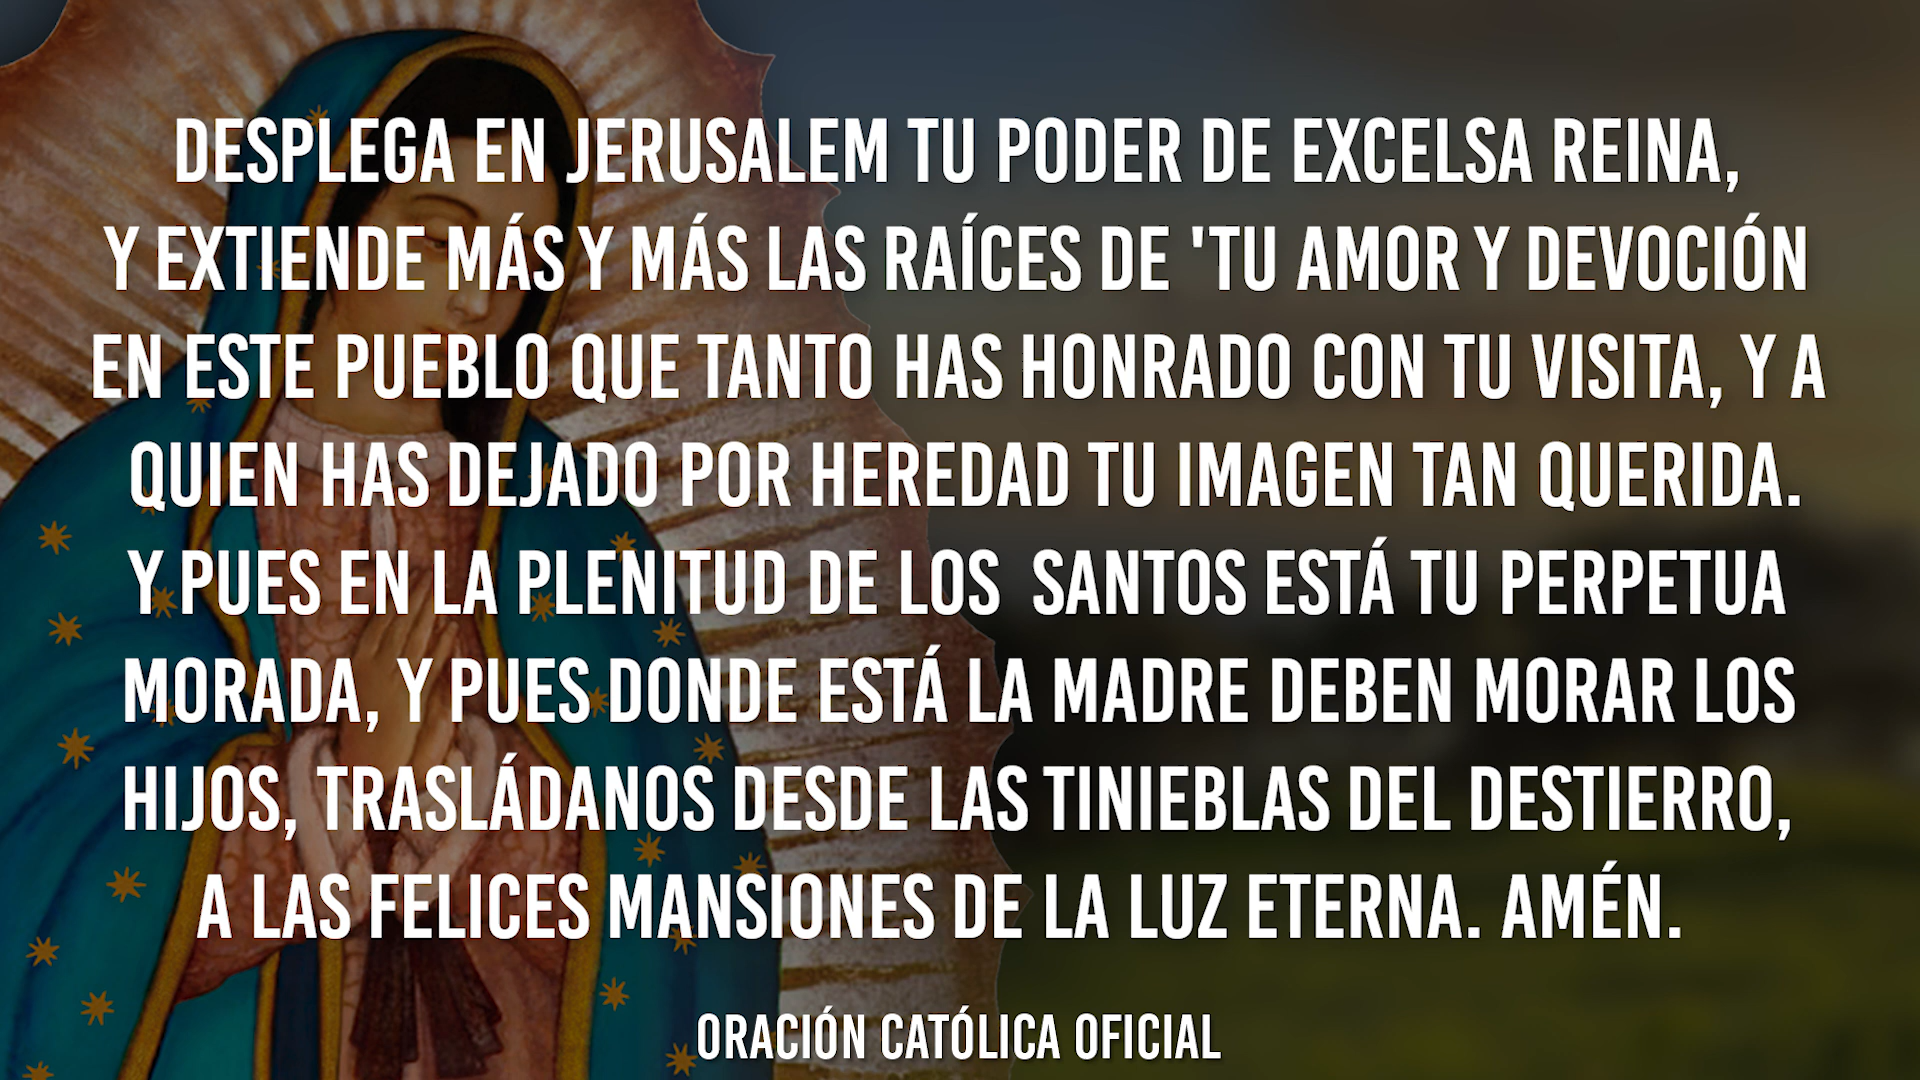 DESPLEGA EN JERUSALEM TU PODER DE EXCELSA REINA,
Y EXTIENDE MÁS Y MÁS LAS RAÍCES DE 'TU AMOR Y DEVOCIÓN
EN ESTE PUEBLO QUE TANTO HAS HONRADO CON TU VISITA, Y A
QUIEN HAS DEJADO POR HEREDAD TU IMAGEN TAN QUERIDA.
Y PUES EN LA PLENITUD DE LOS  SANTOS ESTÁ TU PERPETUA
MORADA, Y PUES DONDE ESTÁ LA MADRE DEBEN MORAR LOS
HIJOS, TRASLÁDANOS DESDE LAS TINIEBLAS DEL DESTIERRO,
A LAS FELICES MANSIONES DE LA LUZ ETERNA. AMÉN.
ORACIÓN CATÓLICA OFICIAL